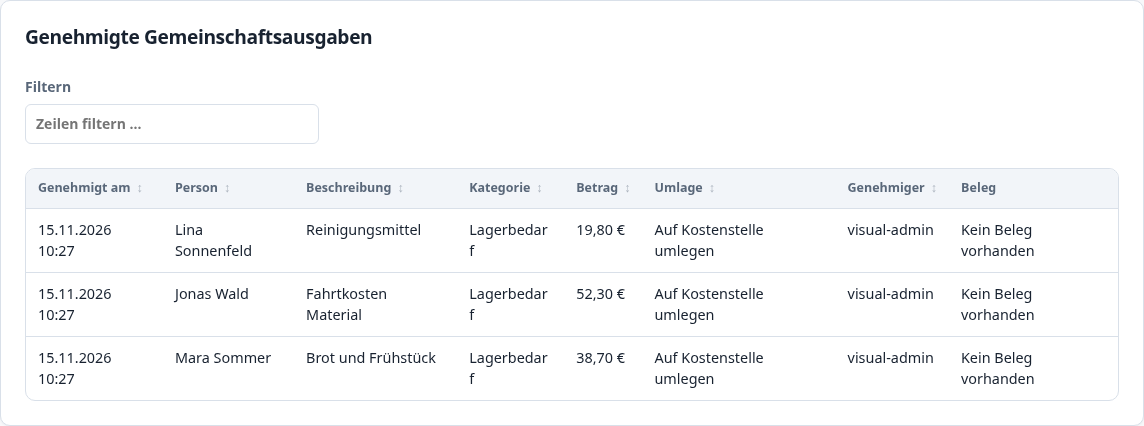 Genehmigte Gemeinschaftsausgaben
Filtern
Zeilen filtern ...
Genehmigt am ↕ Person ↕ Beschreibung ↕ Kategorie ↕ Betrag ↕ Umlage ↕ Genehmiger ↕ Beleg
15.11.2026 Lina Reinigungsmittel Lagerbedar 19,80 € Auf Kostenstelle visual-admin Kein Beleg
10:27 Sonnenfeld f umlegen vorhanden
15.11.2026 Jonas Wald Fahrtkosten Lagerbedar 52,30 € Auf Kostenstelle visual-admin Kein Beleg
10:27 Material f umlegen vorhanden
15.11.2026 Mara Sommer Brot und Frühstück Lagerbedar 38,70 € Auf Kostenstelle visual-admin Kein Beleg
10:27 f umlegen vorhanden